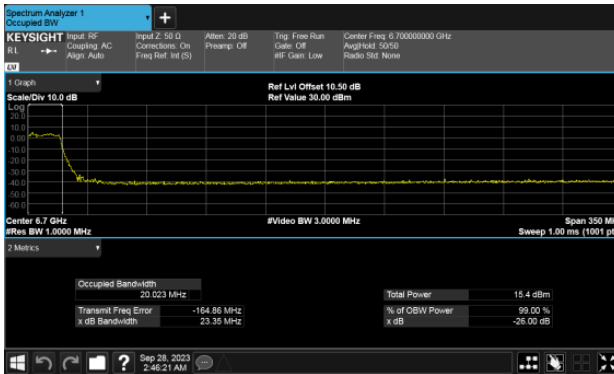 Spectrum Analyzer 1
Occupied BW
+
KEYSIGHT Input: RF Input Z: 50 Ω Atten: 20 dB Trig: Free Run Center Freq: 6.700000000 GHz
RL Coupling: AC Corrections: On Preamp: Off Gate: Off Avg|Hold: 50/50
Align: Auto Freq Ref: Int (S) #IF Gain: Low Radio Std: None
LXI
1 Graph
Ref Lvl Offset 10.50 dB
Scale/Div 10.0 dB Ref Value 30.00 dBm
Log
20.0
10.0
0.00
-10.0
-20.0
-30.0
-40.0
-50.0
-60.0
Center 6.7 GHz #Video BW 3.0000 MHz Span 350 M
#Res BW 1.0000 MHz Sweep 1.00 ms (1001 pt
2 Metrics
Occupied Bandwidth
20.023 MHz Total Power 15.4 dBm
Transmit Freq Error -164.86 MHz % of OBW Power 99.00 %
x dB Bandwidth 23.35 MHz x dB -26.00 dB
? Sep 28, 2023
2:46:21 AM